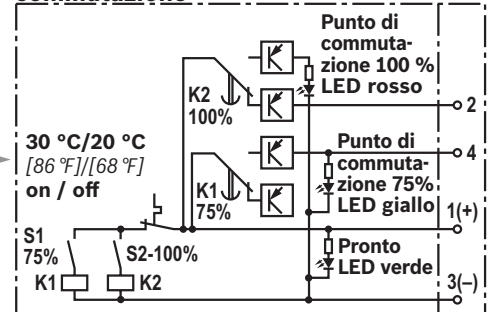 commutazione
Punto di
commuta-
zione 100 %
LED rosso
K2
100%
2
30 °C/20 °C
[86 °F]/[68 °F]
on / off
4
Punto di
commuta-
zione 75%
LED giallo
K1
75%
1(+)
S1
75%
S2-100%
Pronto
LED verde
K1
K2
3(–)